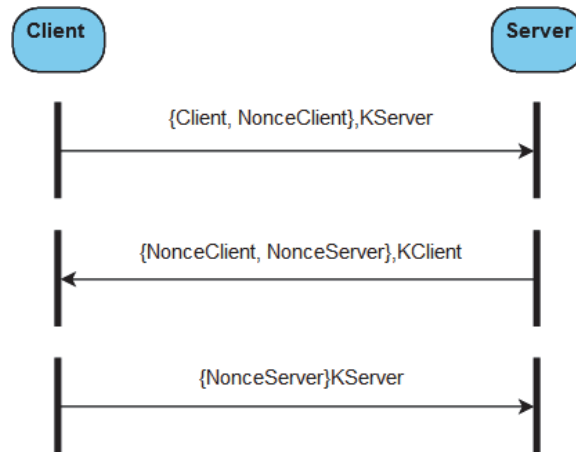 Client
Server
{Client, NonceClient},KServer
{NonceClient, NonceServer},KClient
{NonceServer}KServer